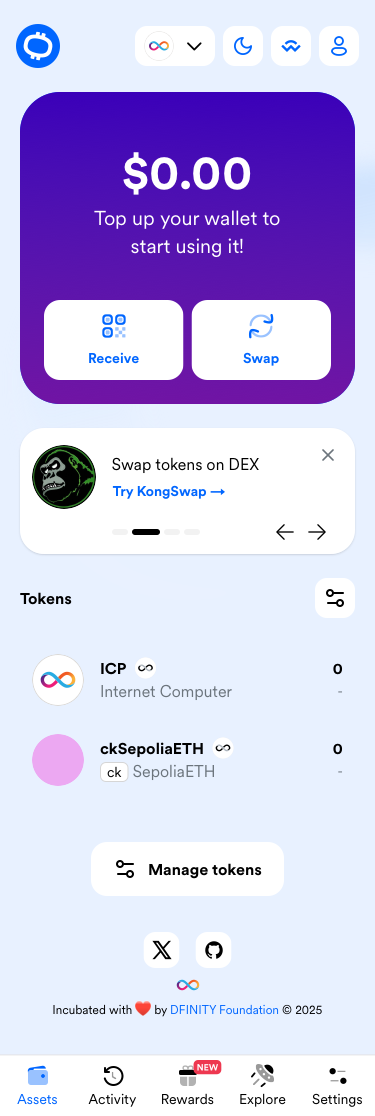 $0.00
Top up your wallet to
start using it!
Receive
Swap
Swap tokens on DEX
Try KongSwap →
Tokens
ICP
0
Internet Computer
-
ckSepoliaETH
0
ck SepoliaETH
-
Manage tokens
Incubated with ❤️ by DFINITY Foundation © 2025
NEW
Assets
Activity
Rewards
Explore
Settings